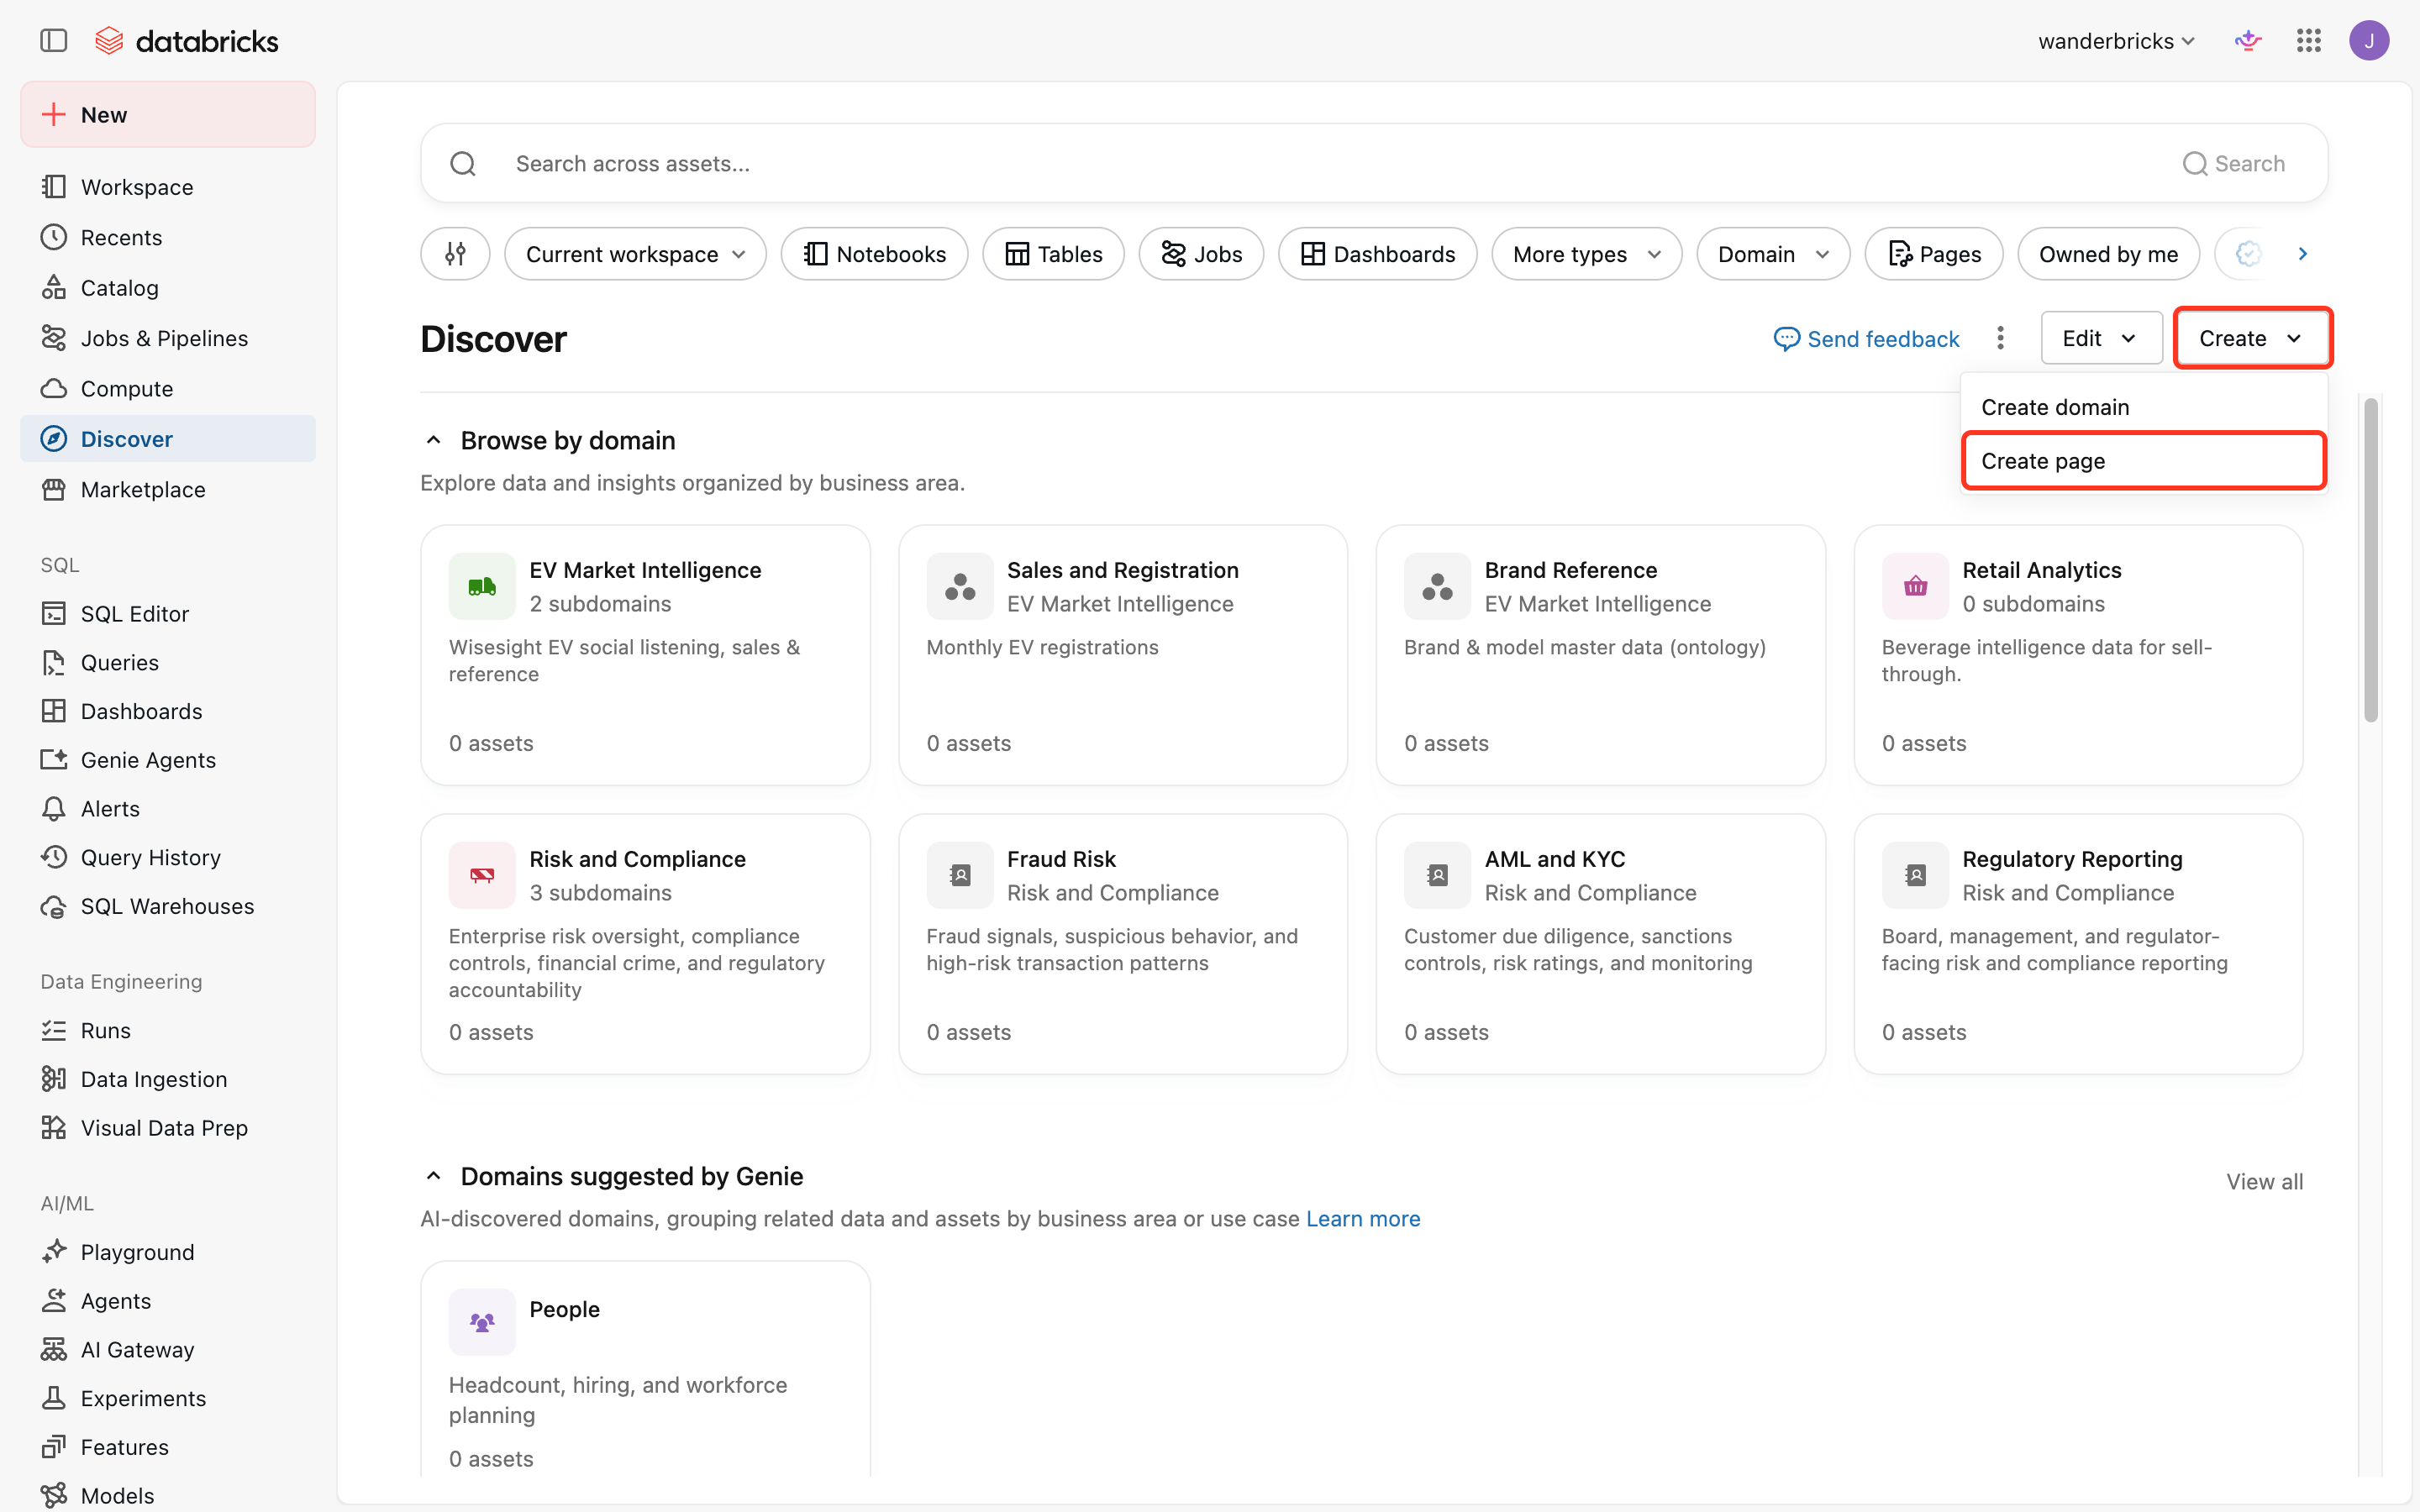 databricks
wanderbricks
J
New
Workspace
Recents
Catalog
Jobs & Pipelines
Compute
Discover
Marketplace
SQL
SQL Editor
Queries
Dashboards
Genie Agents
Alerts
Query History
SQL Warehouses
Data Engineering
Runs
Data Ingestion
Visual Data Prep
AI/ML
Playground
Agents
AI Gateway
Experiments
Features
Models
Search across assets...
Search
Current workspace
Notebooks
Tables
Jobs
Dashboards
More types
Domain
Pages
Owned by me
Discover
Send feedback
Edit
Create
Create domain
Create page
Browse by domain
Explore data and insights organized by business area.
EV Market Intelligence
2 subdomains
Wisesight EV social listening, sales &
reference
0 assets
Sales and Registration
EV Market Intelligence
Monthly EV registrations
0 assets
Brand Reference
EV Market Intelligence
Brand & model master data (ontology)
0 assets
Retail Analytics
0 subdomains
Beverage intelligence data for sell-
through.
0 assets
Risk and Compliance
3 subdomains
Enterprise risk oversight, compliance
controls, financial crime, and regulatory
accountability
0 assets
Fraud Risk
Risk and Compliance
Fraud signals, suspicious behavior, and
high-risk transaction patterns
0 assets
AML and KYC
Risk and Compliance
Customer due diligence, sanctions
controls, risk ratings, and monitoring
0 assets
Regulatory Reporting
Risk and Compliance
Board, management, and regulator-
facing risk and compliance reporting
0 assets
Domains suggested by Genie
View all
AI-discovered domains, grouping related data and assets by business area or use case Learn more
People
Headcount, hiring, and workforce
planning
0 assets